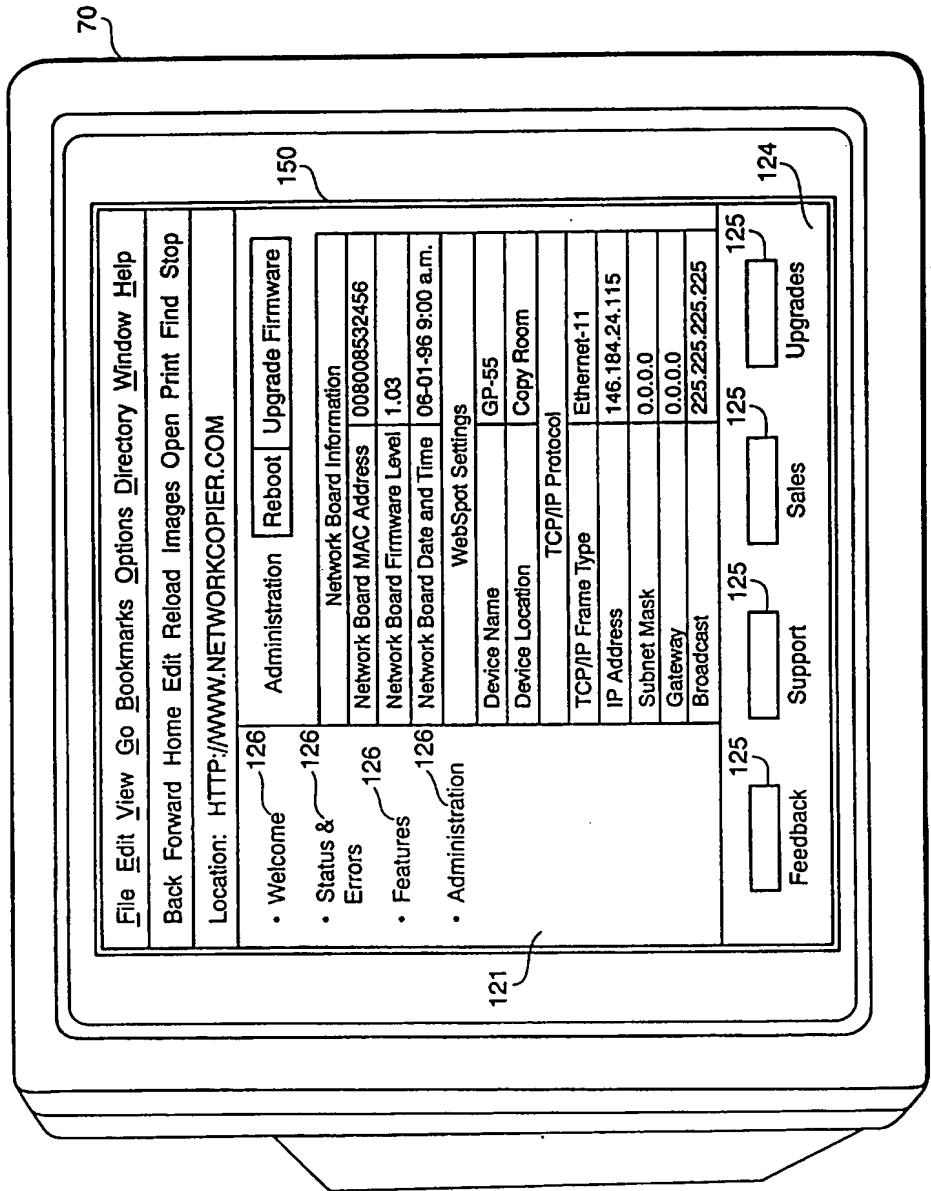 70
File Edit View Go Bookmarks Options Directory Window Help
Back Forward Home Edit Reload Images Open Print Find Stop
Location: HTTP://WWW.NETWORKCOPIER.COM
150
• Welcome 126
• Status & 126
Errors
• Features 126
• Administration 126
121
Administration Reboot Upgrade Firmware
Network Board Information
Network Board MAC Address 008008532456
Network Board Firmware Level 1.03
Network Board Date and Time 06-01-96 9:00 a.m.
WebSpot Settings
Device Name GP-55
Device Location Copy Room
TCP/IP Protocol
TCP/IP Frame Type Ethernet-11
IP Address 146.184.24.115
Subnet Mask 0.0.0.0
Gateway 0.0.0.0
Broadcast 225.225.225.225
125 125 125 125
Feedback Support Sales Upgrades
124